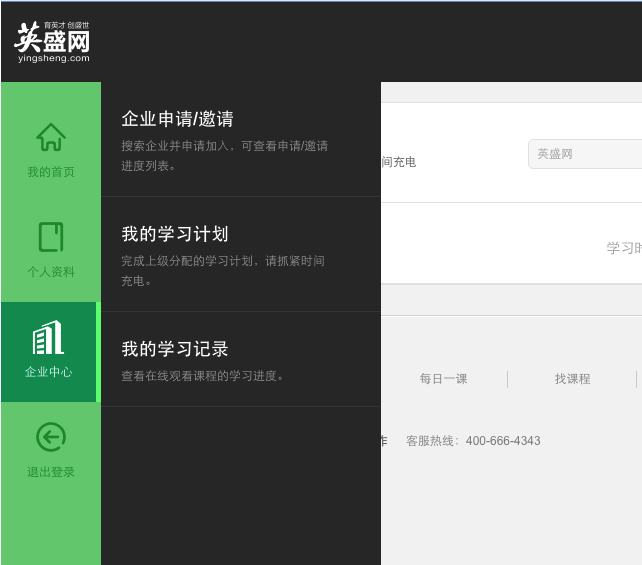 育英才 创盛世
英盛网
yingsheng.com
我的首页
个人资料
企业中心
退出登录
企业申请/邀请
搜索企业并申请加入，可查看申请/邀请
进度列表。
我的学习计划
完成上级分配的学习计划，请抓紧时间
充电。
我的学习记录
查看在线观看课程的学习进度。
间充电
英盛网
学习时
每日一课
找课程
作 客服热线：400-666-4343